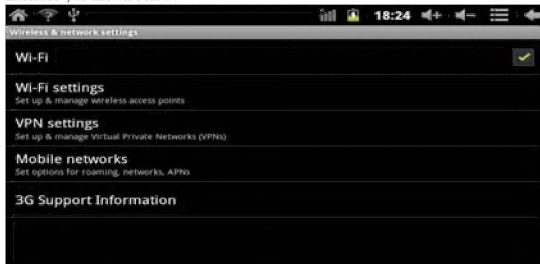 18:24
Wireless & network settings
Wi-Fi
Wi-Fi settings
Set up & manage wireless access points
VPN settings
Set up & manage Virtual Private Networks (VPNs)
Mobile networks
Set options for roaming, networks, APNs
3G Support Information